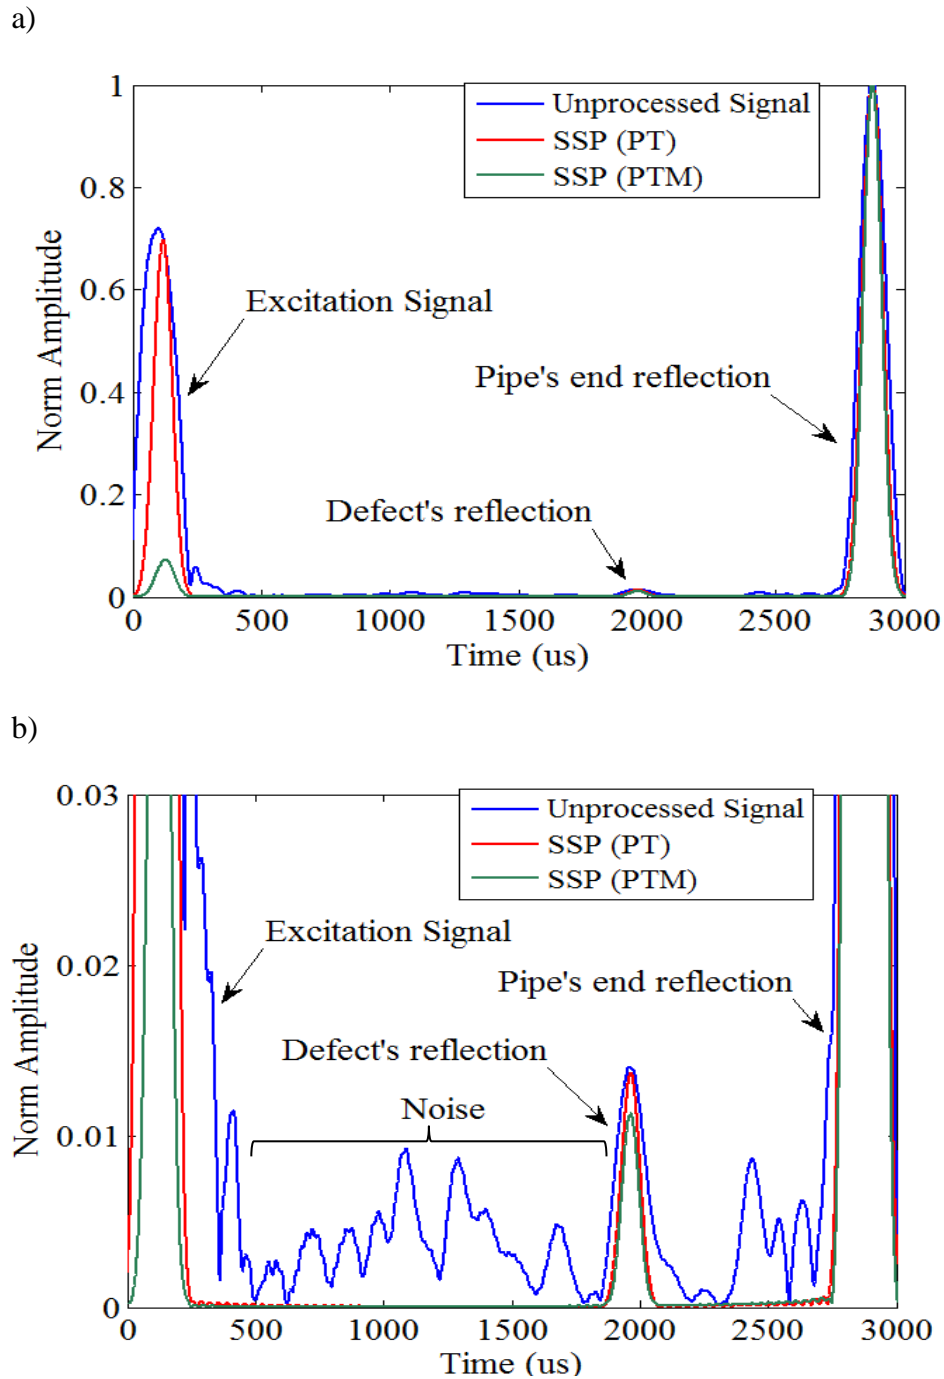 a)
1
0.8
0.6
0.4
0.2
0
Norm Amplitude
Unprocessed Signal
SSP (PT)
SSP (PTM)
Excitation Signal
Pipe's end reflection
Defect's reflection
0 500 1000 1500 2000 2500 3000
Time (us)
b)
0.03
0.02
0.01
0
Norm Amplitude
Unprocessed Signal
SSP (PT)
SSP (PTM)
Excitation Signal
Pipe's end reflection
Defect's reflection
Noise
0 500 1000 1500 2000 2500 3000
Time (us)